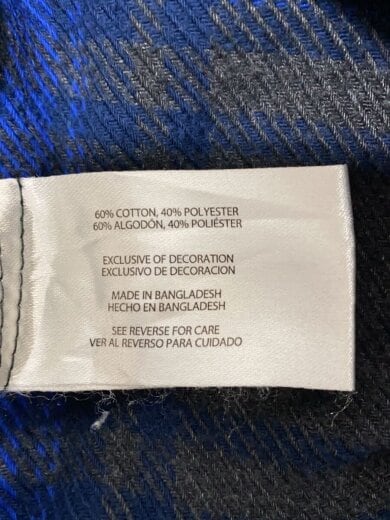 60% COTTON, 40% POLYESTER
60% ALGODÓN, 40% POLIÉSTER
EXCLUSIVE OF DECORATION
EXCLUSIVO DE DECORACION
MADE IN BANGLADESH
HECHO EN BANGLADESH
SEE REVERSE FOR CARE
VER AL REVERSO PARA CUIDADO